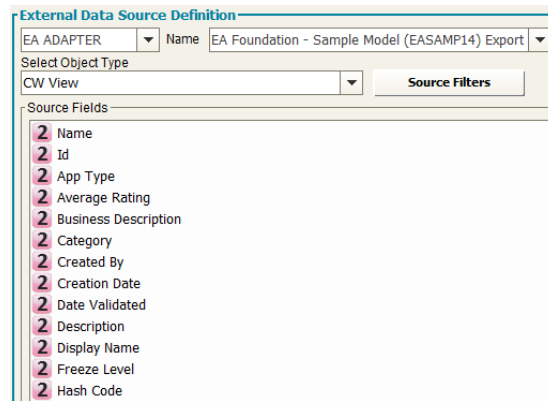 External Data Source Definition
EA ADAPTER Name EA Foundation - Sample Model (EASAMP14) Export
Select Object Type
CW View Source Filters
Source Fields
2 Name
2 Id
2 App Type
2 Average Rating
2 Business Description
2 Category
2 Created By
2 Creation Date
2 Date Validated
2 Description
2 Display Name
2 Freeze Level
2 Hash Code